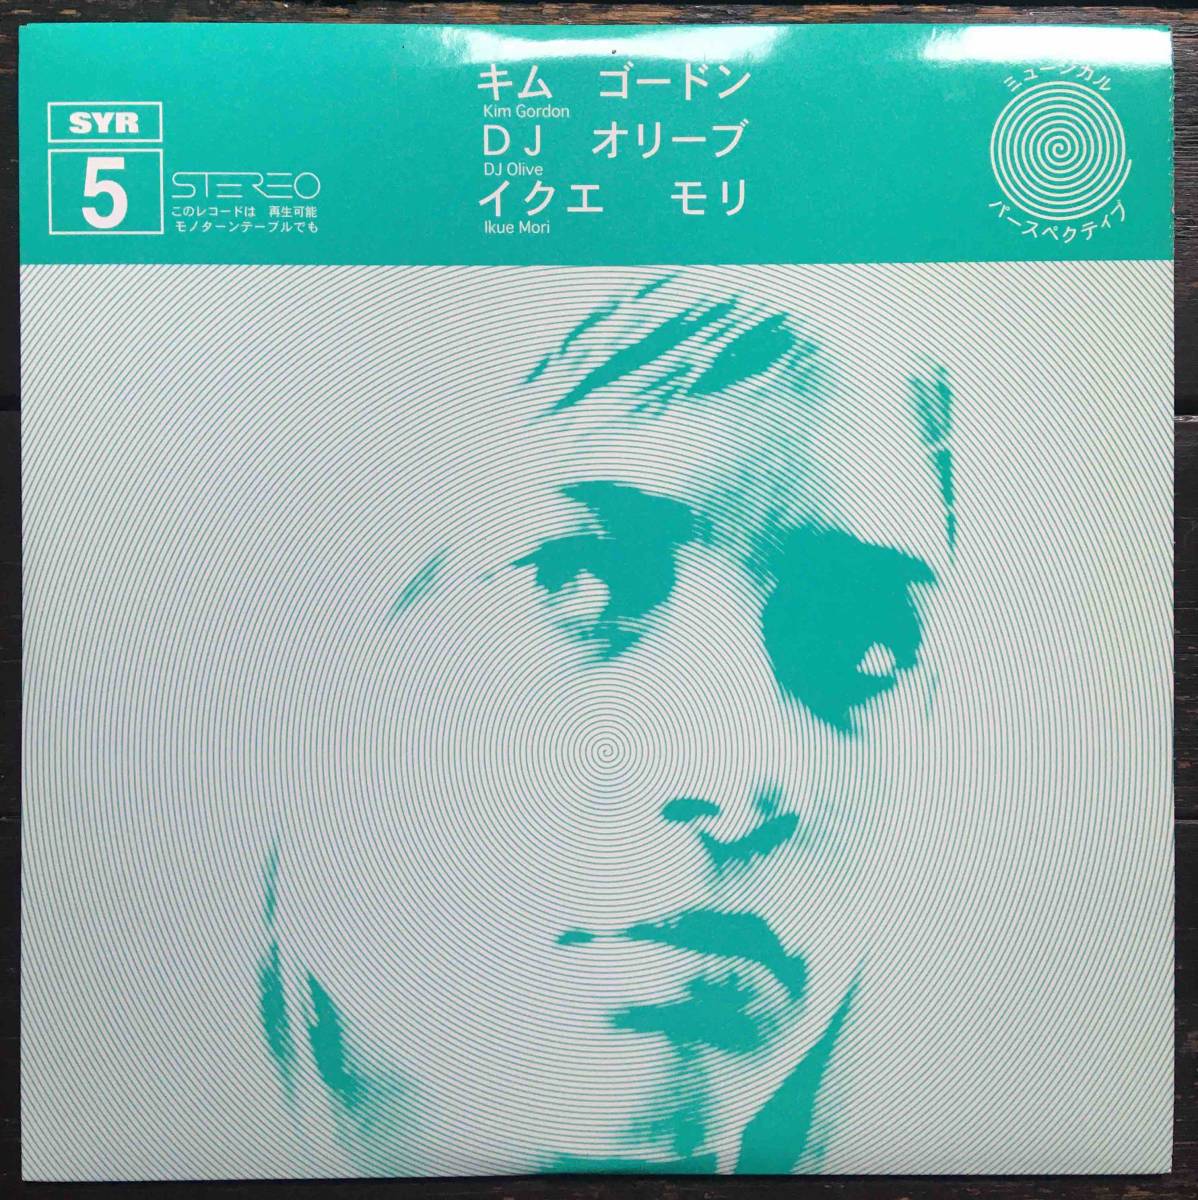 SYR
5
STEREO
このレコードは　再生可能
モノターンテーブルでも
キム　ゴードン
Kim Gordon
DJ　オリーブ
DJ Olive
イクエ　モリ
Ikue Mori
ミュージカル
パースペクティブ